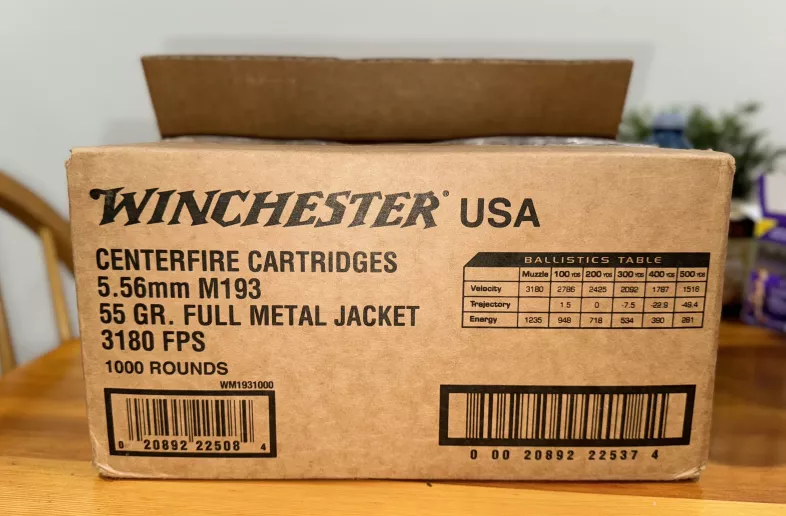 WINCHESTER® USA
CENTERFIRE CARTRIDGES
5.56mm M193
55 GR. FULL METAL JACKET
3180 FPS
1000 ROUNDS
WM1931000
0 20892 22508 4
BALLISTICS TABLE
Muzzle 100 YDS 200 YDS 300 YDS 400 YDS 500 YDS
Velocity 3180 2786 2425 2092 1787 1516
Trajectory 1.5 0 -7.5 -22.9 -49.4
Energy 1235 948 718 534 390 281
0 00 20892 22537 4